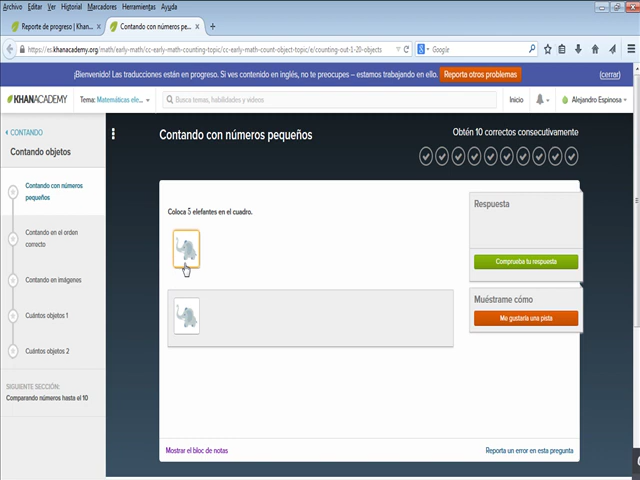 Archivo Editar Ver Historial Marcadores Herramientas Ayuda
Reporte de progreso | Khan... × Contando con números pe... × +
https://es.khanacademy.org/math/early-math/cc-early-math-counting-topic/cc-early-math-count-object-topic/e/counting-out-1-20-objects Google
¡Bienvenido! Las traducciones están en progreso. Si ves contenido en inglés, no te preocupes – estamos trabajando en ello. Reporta otros problemas (cerrar)
KHANACADEMY Tema: Matemáticas ele... Busca temas, habilidades y videos Inicio Alejandro Espinosa
CONTANDO
Contando objetos
Contando con números pequeños
Contando en el orden correcto
Contando en imágenes
Cuántos objetos 1
Cuántos objetos 2
SIGUIENTE SECCIÓN:
Comparando números hasta el 10
Contando con números pequeños
Obtén 10 correctos consecutivamente
Coloca 5 elefantes en el cuadro.
Respuesta
Comprueba tu respuesta
Muéstrame cómo
Me gustaría una pista
Mostrar el bloc de notas
Reporta un error en esta pregunta